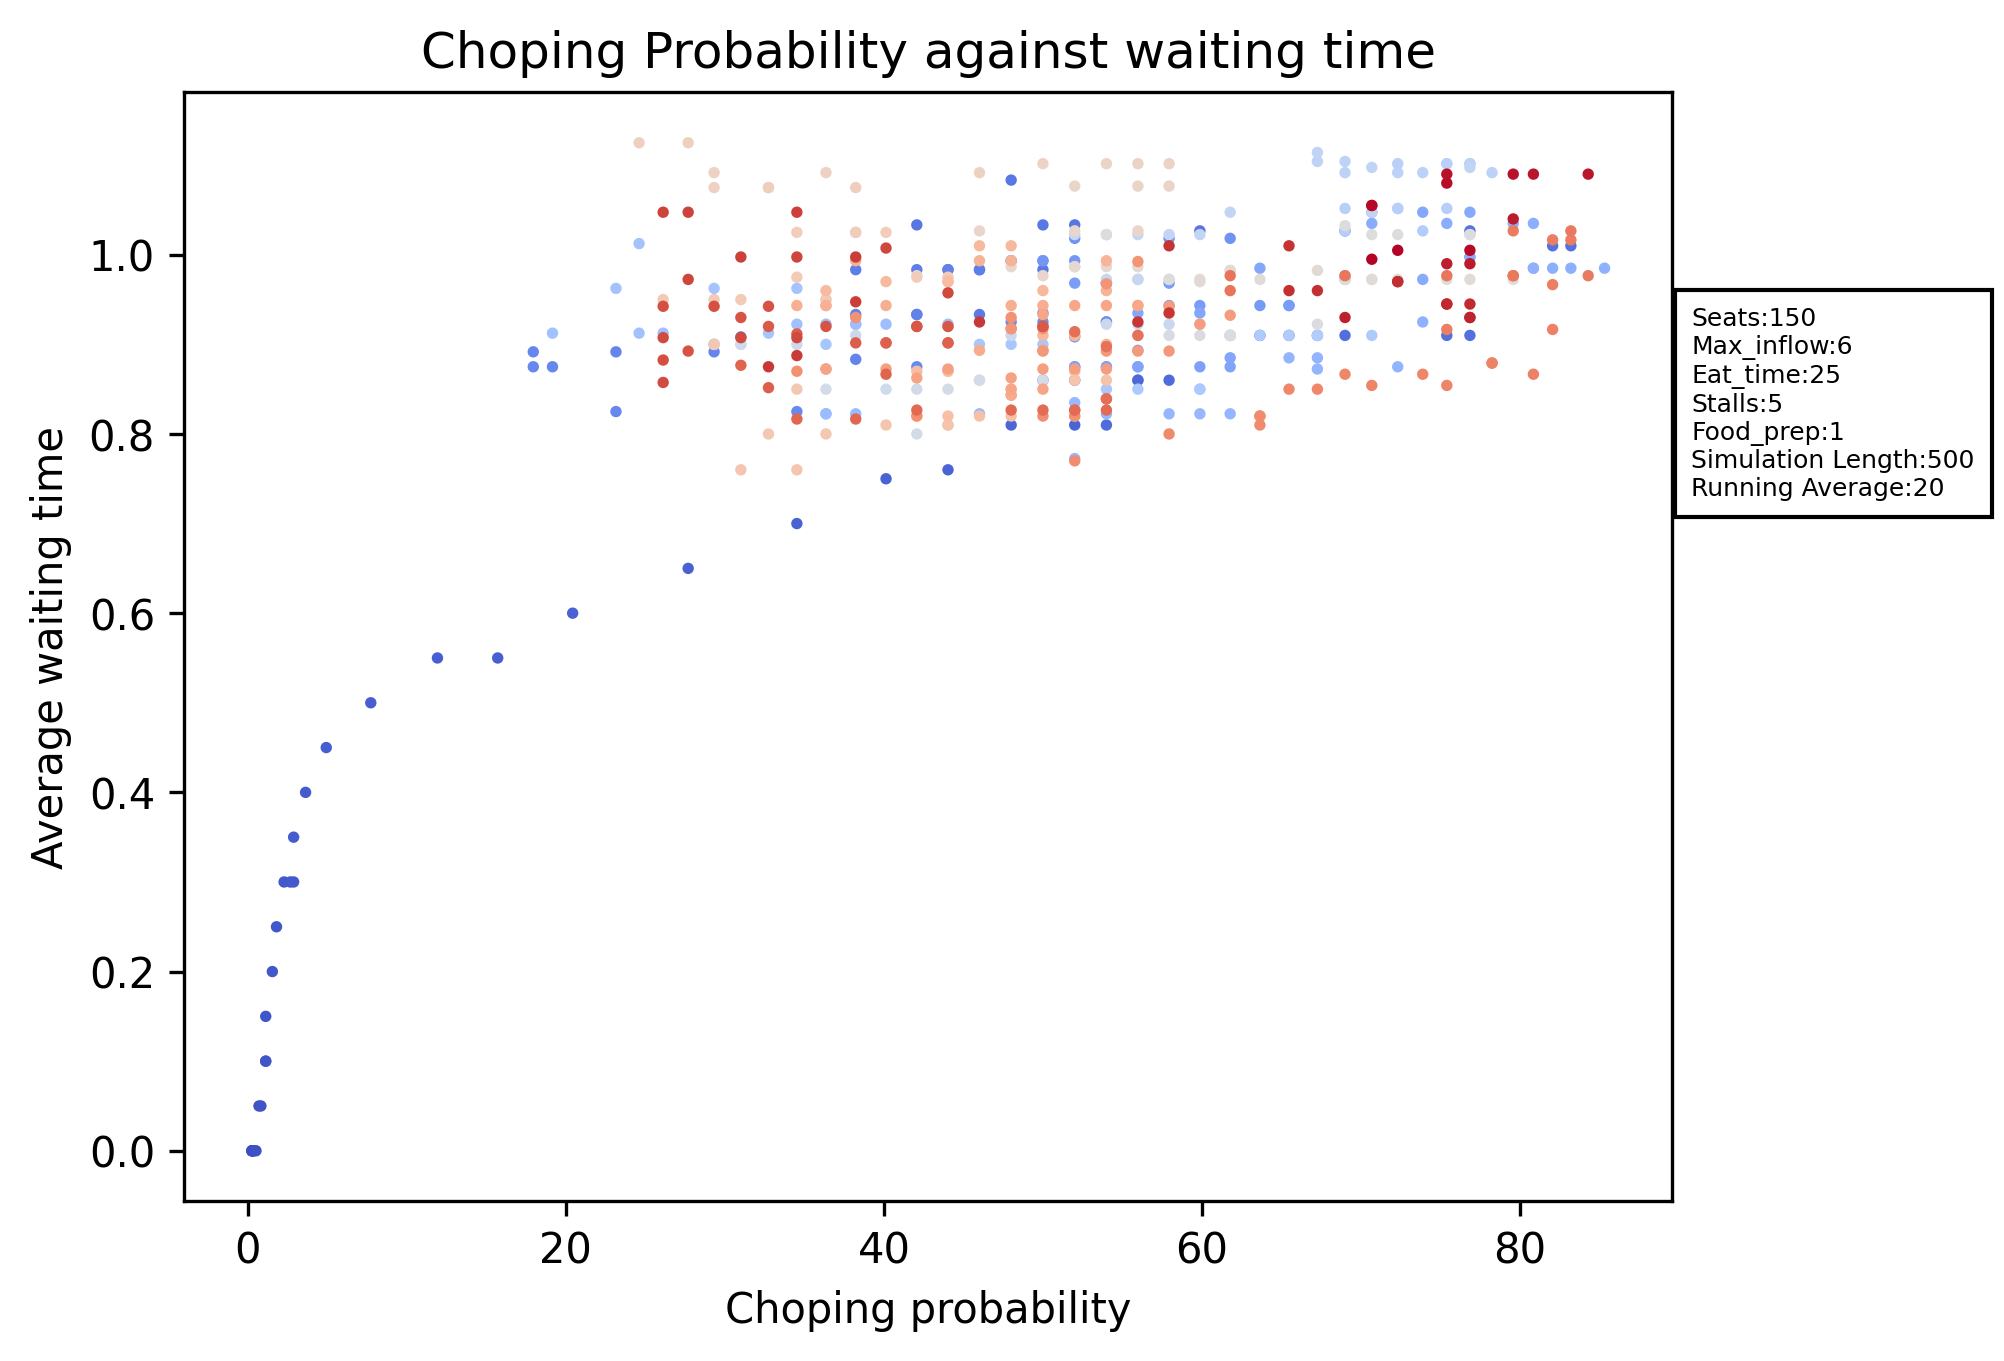 Choping Probability against waiting time
Average waiting time
1.0
0.8
0.6
0.4
0.2
0.0
0
20
40
60
80
Choping probability
Seats:150
Max_inflow:6
Eat_time:25
Stalls:5
Food_prep:1
Simulation Length:500
Running Average:20